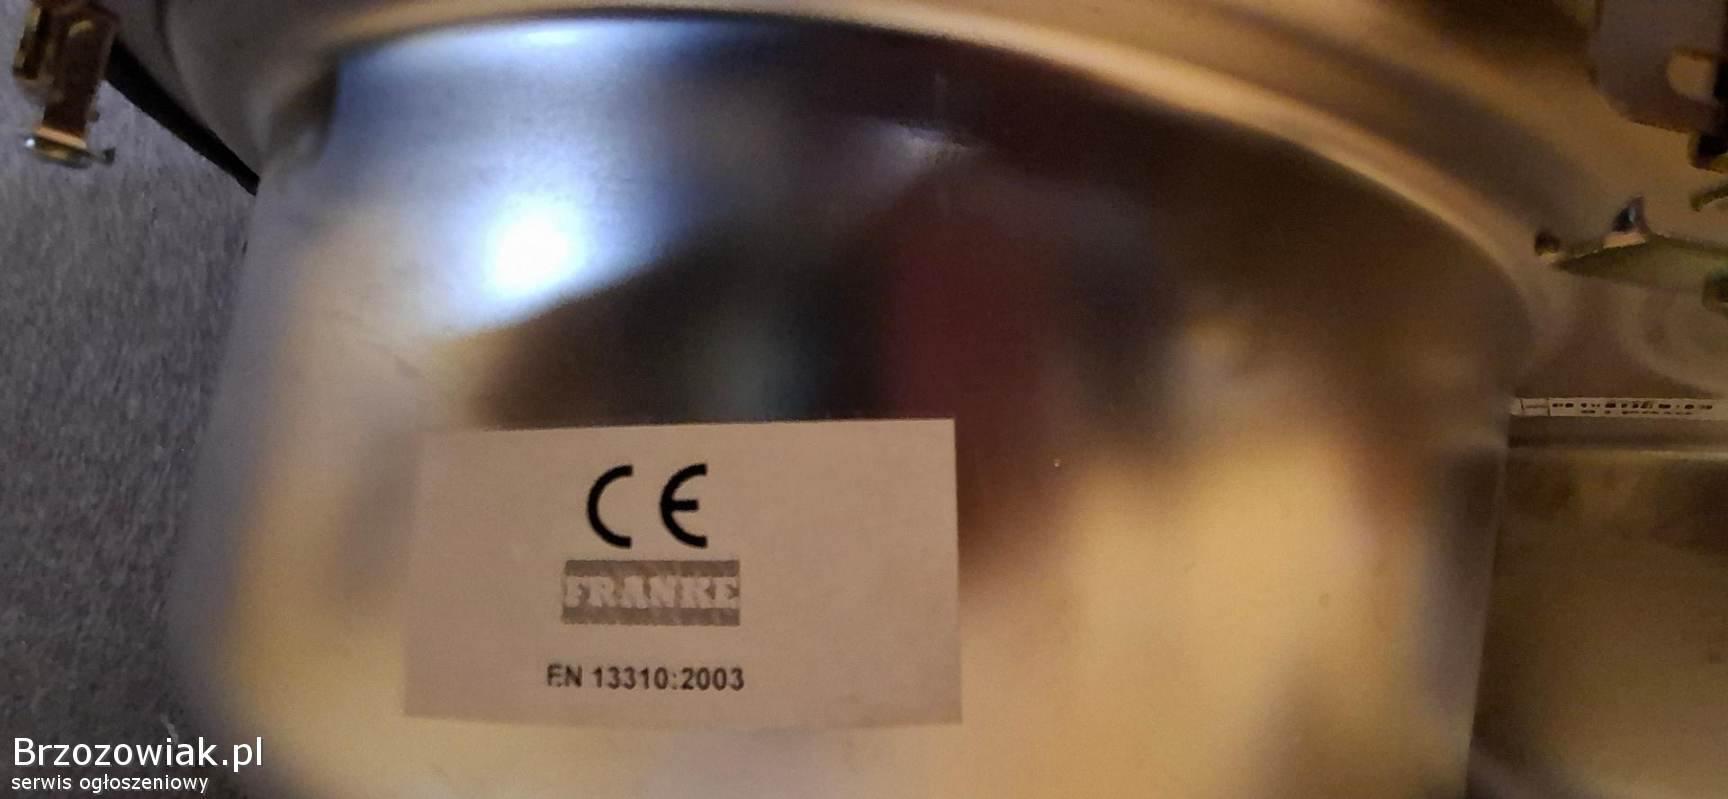 CE
FRANKE
EN 13310:2003
Brzozowiak.pl
serwis ogłoszeniowy